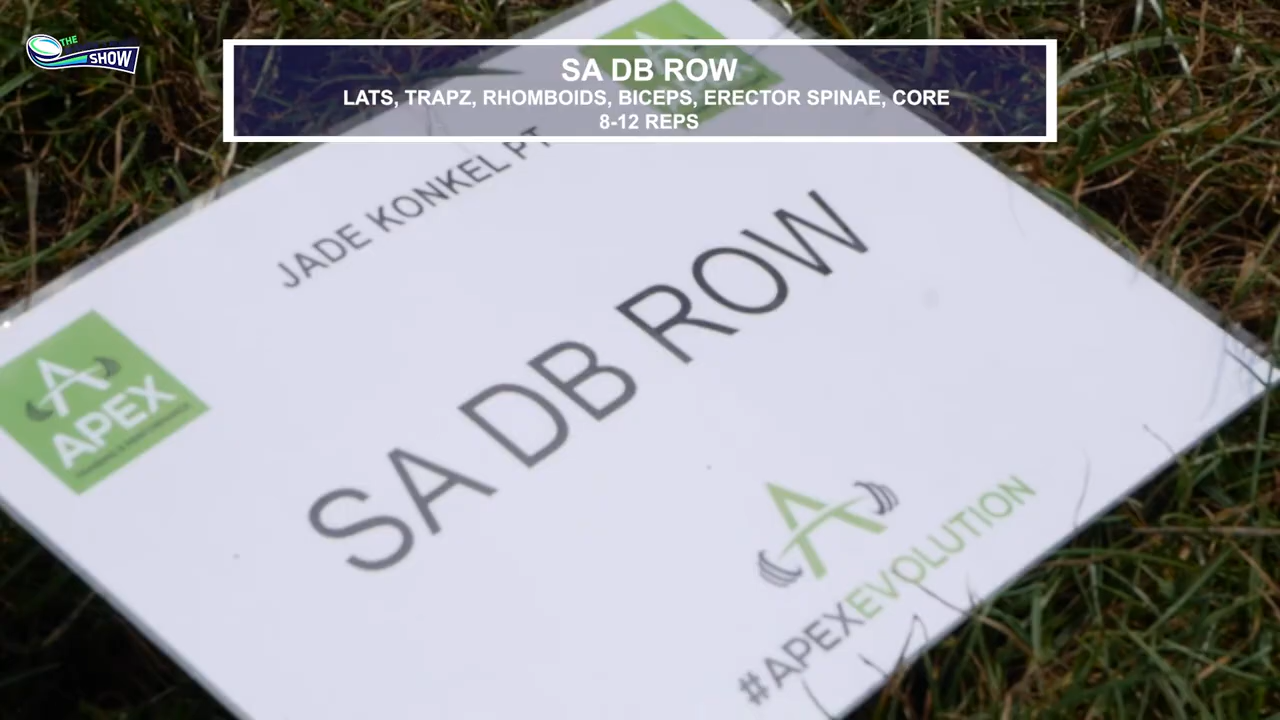 THE
SHOW
SA DB ROW
LATS, TRAPZ, RHOMBOIDS, BICEPS, ERECTOR SPINAE, CORE
8-12 REPS
JADE KONKEL PT
SA DB ROW
APEX
#APEXEVOLUTION